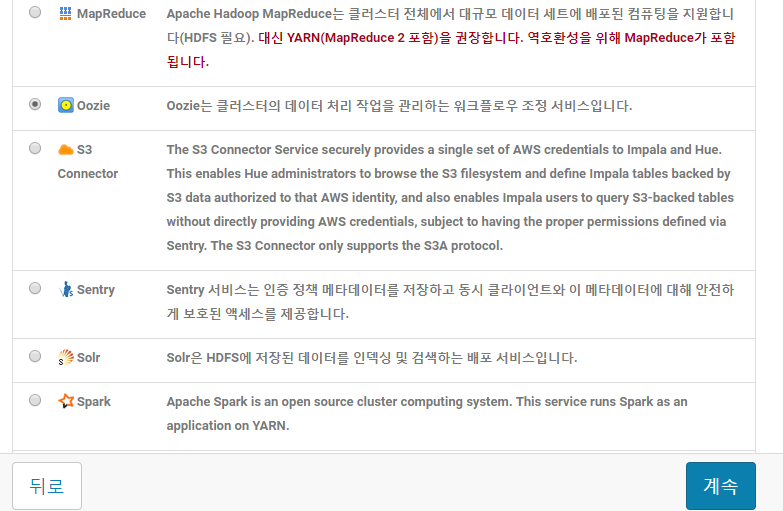 MapReduce
Apache Hadoop MapReduce는 클러스터 전체에서 대규모 데이터 세트에 배포된 컴퓨팅을 지원합니
다(HDFS 필요). 대신 YARN(MapReduce 2 포함)을 권장합니다. 역호환성을 위해 MapReduce가 포함
됩니다.
Oozie
Oozie는 클러스터의 데이터 처리 작업을 관리하는 워크플로우 조정 서비스입니다.
S3
Connector
The S3 Connector Service securely provides a single set of AWS credentials to Impala and Hue.
This enables Hue administrators to browse the S3 filesystem and define Impala tables backed by
S3 data authorized to that AWS identity, and also enables Impala users to query S3-backed tables
without directly providing AWS credentials, subject to having the proper permissions defined via
Sentry. The S3 Connector only supports the S3A protocol.
Sentry
Sentry 서비스는 인증 정책 메타데이터를 저장하고 동시 클라이언트와 이 메타데이터에 대해 안전하
게 보호된 액세스를 제공합니다.
Solr
Solr은 HDFS에 저장된 데이터를 인덱싱 및 검색하는 배포 서비스입니다.
Spark
Apache Spark is an open source cluster computing system. This service runs Spark as an
application on YARN.
뒤로
계속